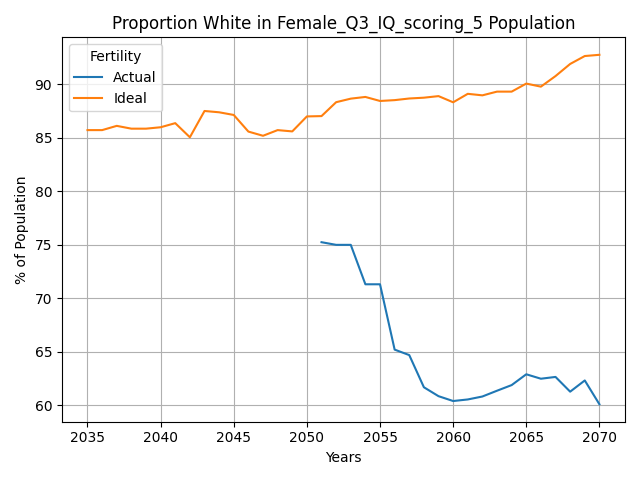 Proportion White in Female_Q3_IQ_scoring_5 Population
Fertility
Actual
Ideal
% of Population
90
85
80
75
70
65
60
2035 2040 2045 2050 2055 2060 2065 2070
Years